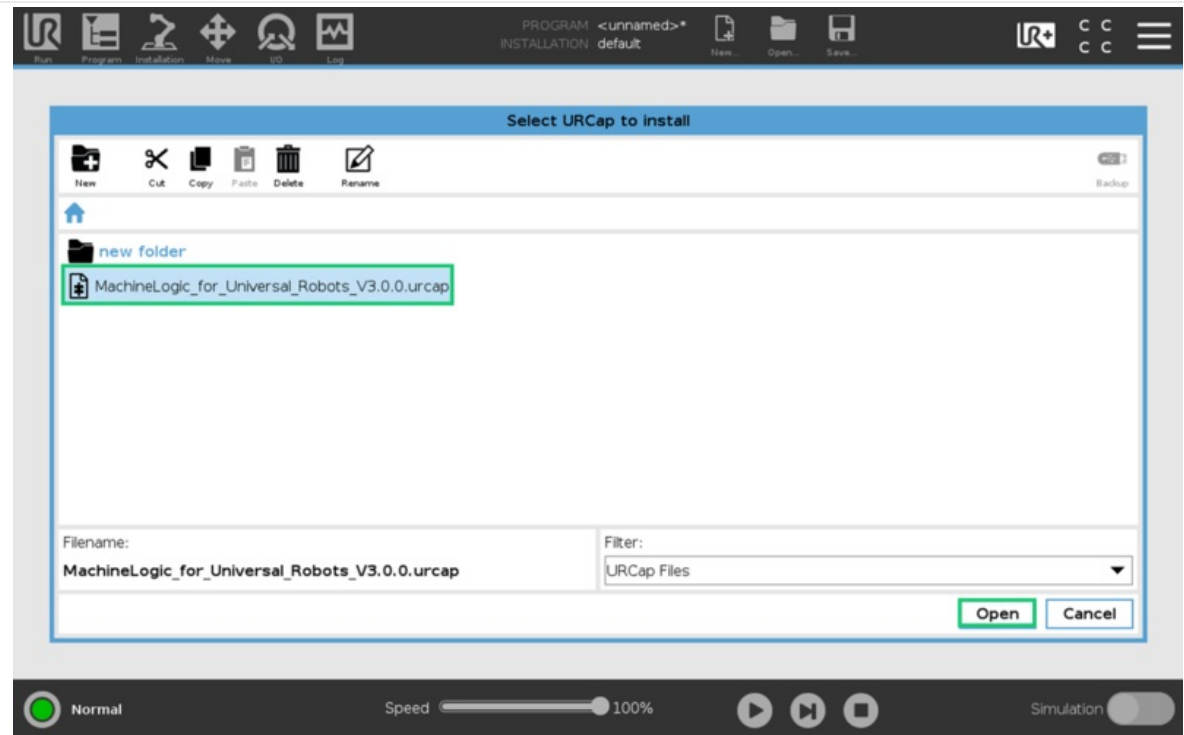 UR
UR+
C C
C C
PROGRAM <unnamed>*
INSTALLATION default
Run
Program
Installation
Move
I/O
Log
New...
Open...
Save...
Select URCap to install
New
Cut
Copy
Paste
Delete
Rename
Backup
new folder
MachineLogic_for_Universal_Robots_V3.0.0.urcap
Filename:
Filter:
MachineLogic_for_Universal_Robots_V3.0.0.urcap
URCap Files
Open
Cancel
Normal
Speed
100%
Simulation